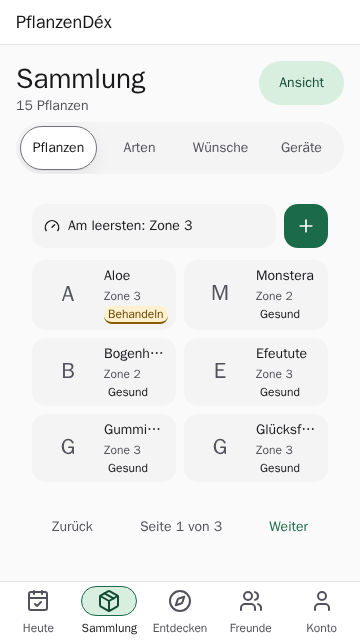 PflanzenDéx
Sammlung
15 Pflanzen
Ansicht
Pflanzen
Arten
Wünsche
Geräte
Am leersten: Zone 3
A
Aloe
Zone 3
Behandeln
M
Monstera
Zone 2
Gesund
B
Bogenh···
Zone 2
Gesund
E
Efeutute
Zone 3
Gesund
G
Gummi···
Zone 3
Gesund
G
Glücksf···
Zone 3
Gesund
Zurück
Seite 1 von 3
Weiter
Heute
Sammlung
Entdecken
Freunde
Konto